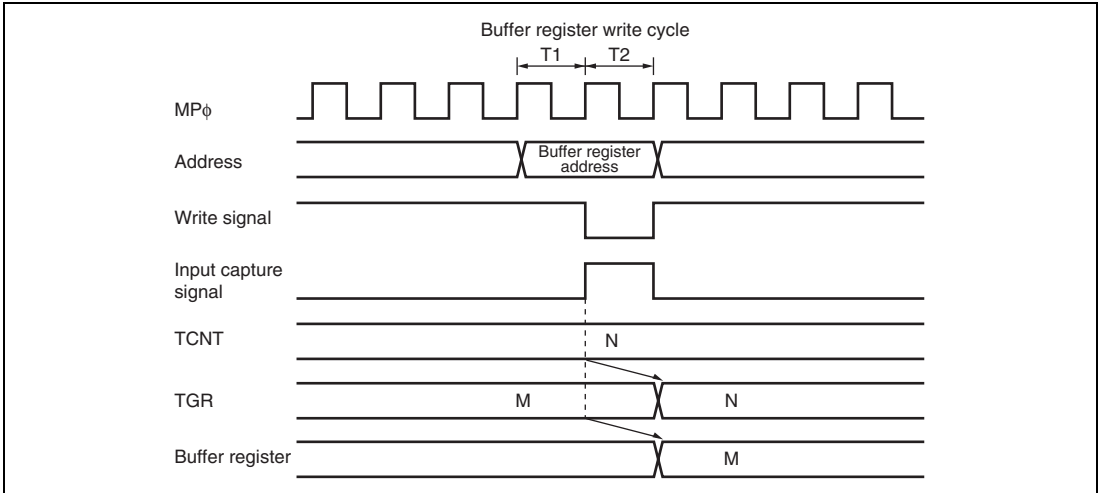 Buffer register write cycle
T1 T2
MPϕ
Address
Buffer register
address
Write signal
Input capture
signal
TCNT
N
TGR
M
N
Buffer register
M